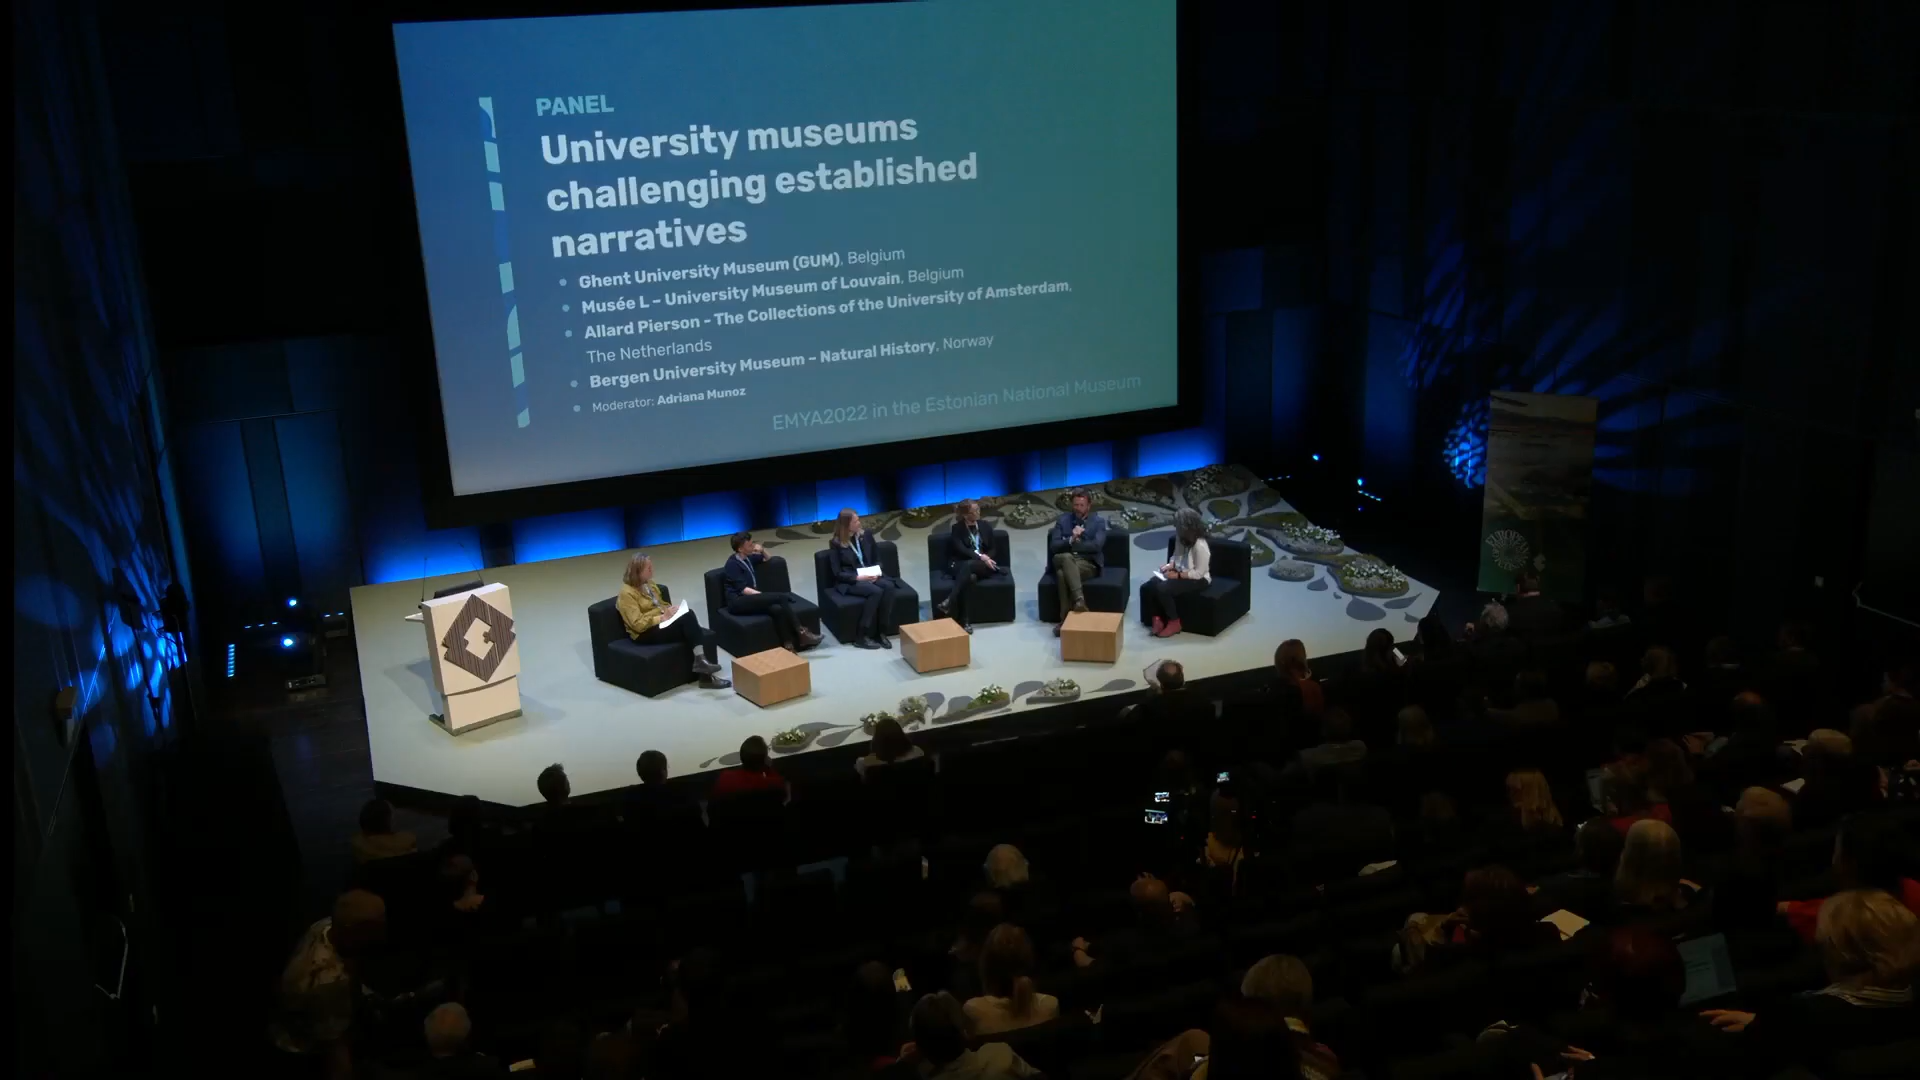 PANEL
University museums
challenging established
narratives
• Ghent University Museum (GUM), Belgium
• Musée L – University Museum of Louvain, Belgium
• Allard Pierson - The Collections of the University of Amsterdam,
The Netherlands
• Bergen University Museum – Natural History, Norway
• Moderator: Adriana Munoz
EMYA2022 in the Estonian National Museum